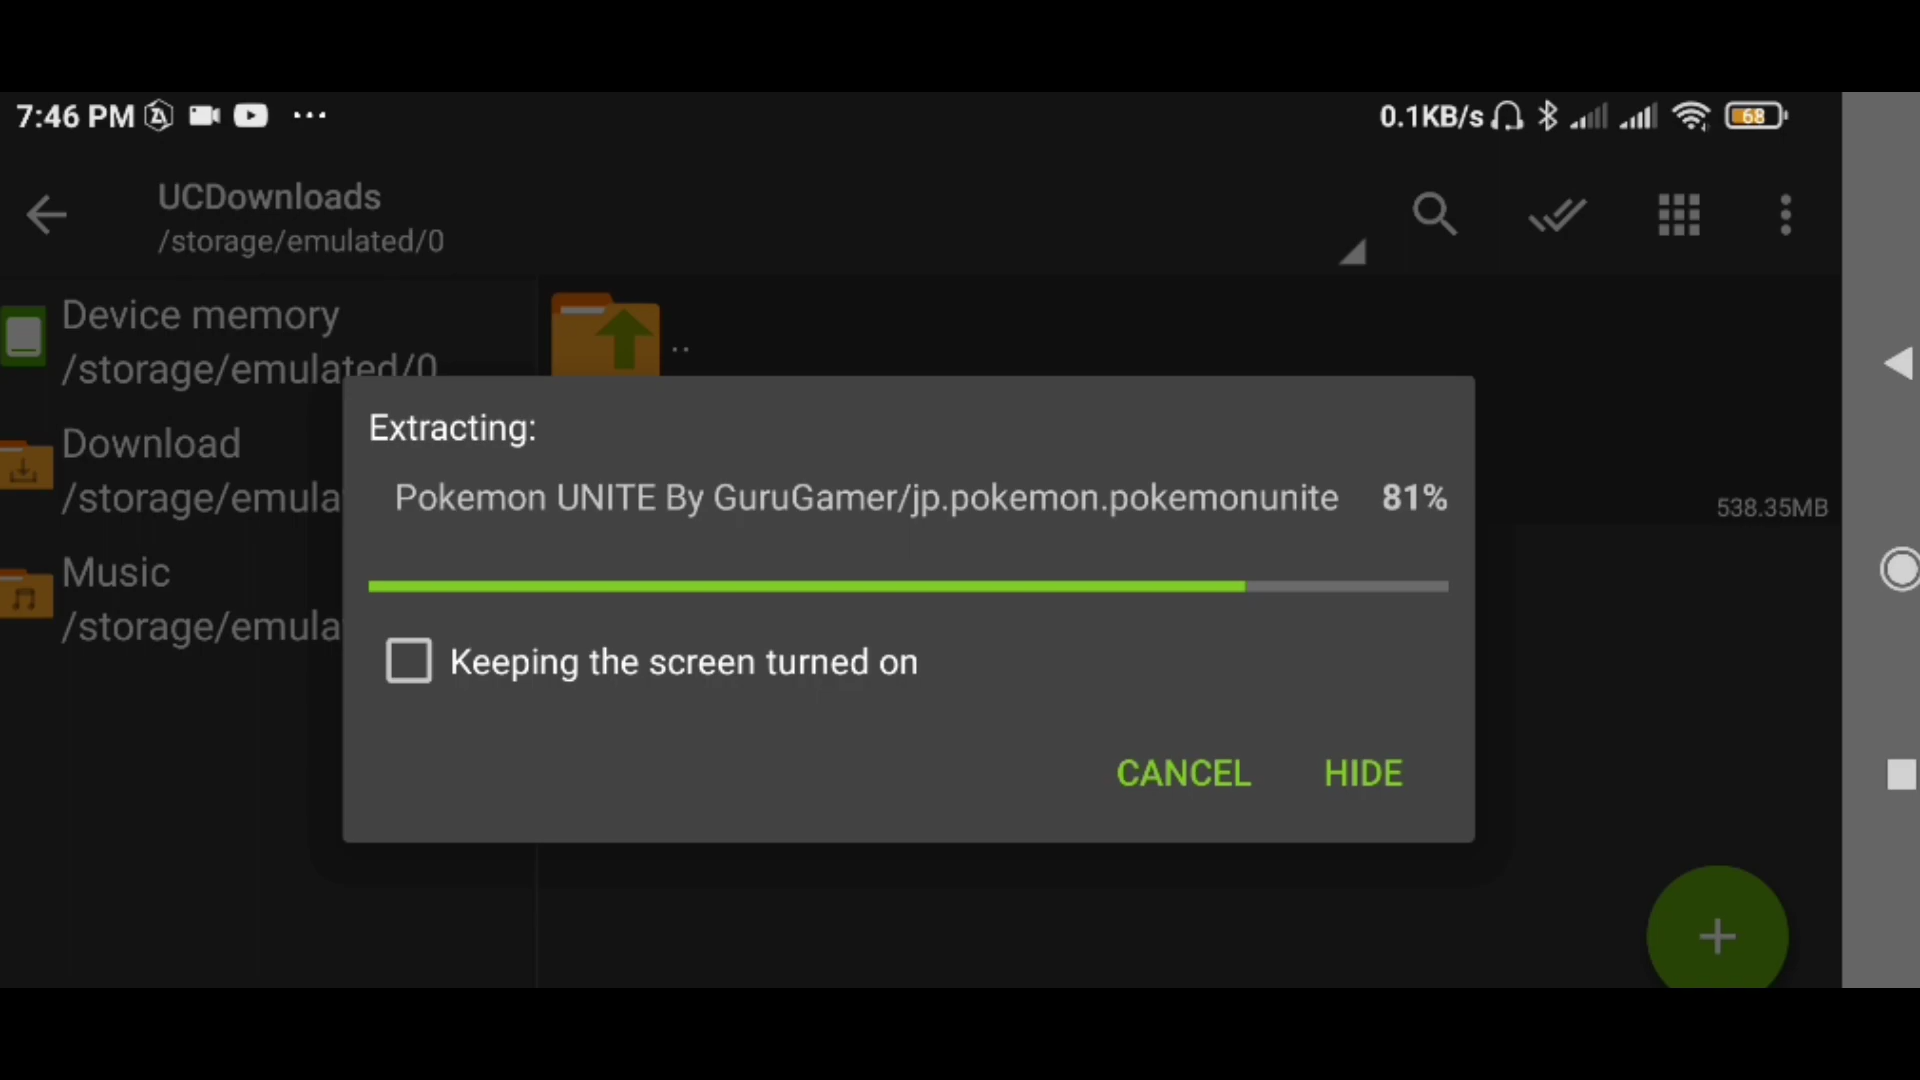 7:46 PM
0.1KB/s
68
UCDownloads
/storage/emulated/0
Device memory
/storage/emulated/0
..
Download
/storage/emula
538.35MB
Music
/storage/emula
Extracting:
Pokemon UNITE By GuruGamer/jp.pokemon.pokemonunite 81%
Keeping the screen turned on
CANCEL HIDE